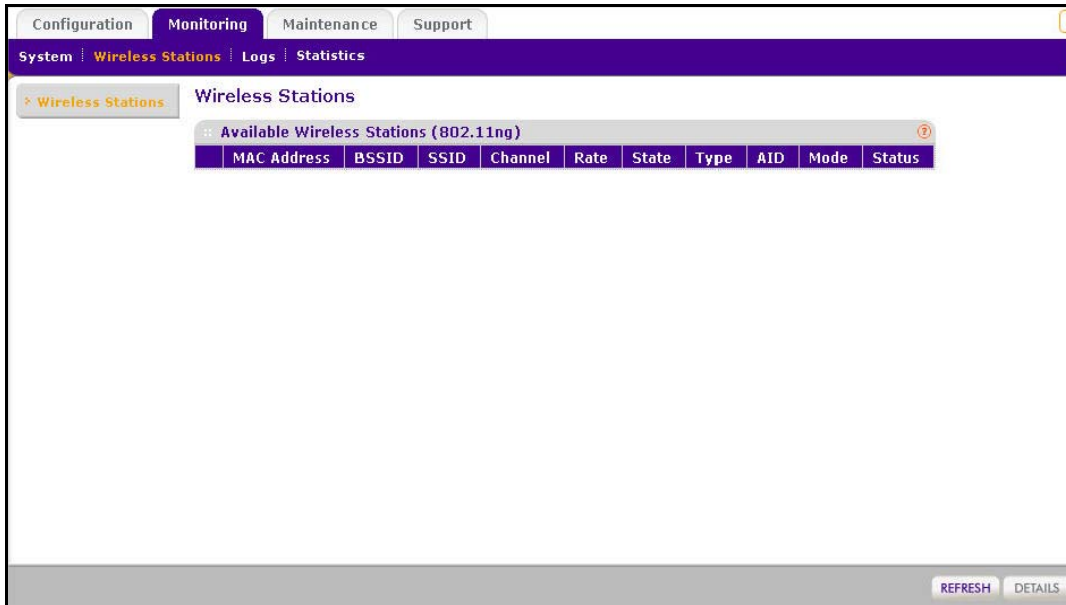 Configuration Monitoring Maintenance Support
System Wireless Stations Logs Statistics
Wireless Stations
Wireless Stations
Available Wireless Stations (802.11ng) ?
MAC Address BSSID SSID Channel Rate State Type AID Mode Status
REFRESH DETAILS